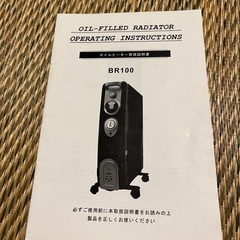 OIL-FILLED RADIATOR
OPERATING INSTRUCTIONS
オイルヒーター取扱説明書
BR100
必ずご使用前に本取扱説明書をお読みの上
製品を正しくお使いください